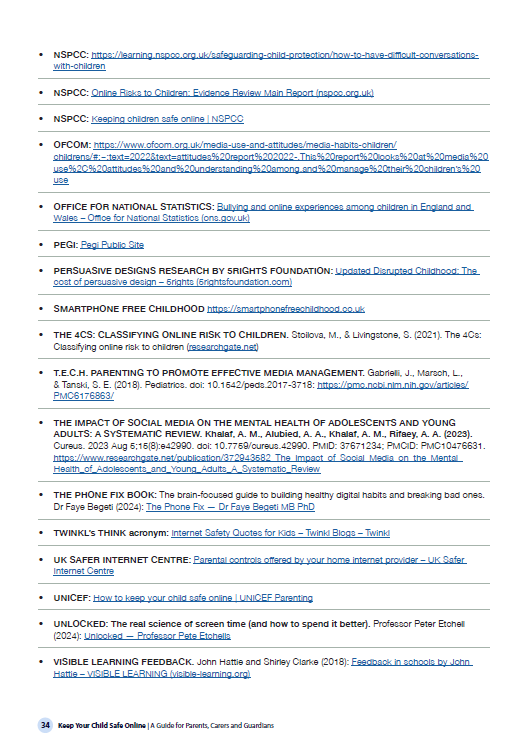 • NSPCC: https://learning.nspcc.org.uk/safeguarding-child-protection/how-to-have-difficult-conversations-
with-children
• NSPCC: Online Risks to Children: Evidence Review Main Report (nspcc.org.uk)
• NSPCC: Keeping children safe online | NSPCC
• OFCOM: https://www.ofcom.org.uk/media-use-and-attitudes/media-habits-children/
childrens/#:~:text=2022&text=attitudes%20report%202022-,This%20report%20looks%20at%20media%20
use%2C%20attitudes%20and%20understanding%20among,and%20manage%20their%20children's%20
use
• OFFICE FOR NATIONAL STATISTICS: Bullying and online experiences among children in England and
Wales – Office for National Statistics (ons.gov.uk)
• PEGI: Pegi Public Site
• PERSUASIVE DESIGNS RESEARCH BY 5RIGHTS FOUNDATION: Updated Disrupted Childhood: The
cost of persuasive design – 5rights (5rightsfoundation.com)
• SMARTPHONE FREE CHILDHOOD https://smartphonefreechildhood.co.uk
• THE 4CS: CLASSIFYING ONLINE RISK TO CHILDREN. Stoilova, M., & Livingstone, S. (2021). The 4Cs:
Classifying online risk to children (researchgate.net)
• T.E.C.H. PARENTING TO PROMOTE EFFECTIVE MEDIA MANAGEMENT. Gabrielli, J., Marsch, L.,
& Tanski, S. E. (2018). Pediatrics. doi: 10.1542/peds.2017-3718: https://pmc.ncbi.nlm.nih.gov/articles/
PMC6176863/
• THE IMPACT OF SOCIAL MEDIA ON THE MENTAL HEALTH OF ADOLESCENTS AND YOUNG
ADULTS: A SYSTEMATIC REVIEW. Khalaf, A. M., Alubied, A. A., Khalaf, A. M., Rifaey, A. A. (2023).
Cureus. 2023 Aug 5;15(8):e42990. doi: 10.7759/cureus.42990. PMID: 37671234; PMCID: PMC10476631.
https://www.researchgate.net/publication/372943582_The_Impact_of_Social_Media_on_the_Mental_
Health_of_Adolescents_and_Young_Adults_A_Systematic_Review
• THE PHONE FIX BOOK: The brain-focused guide to building healthy digital habits and breaking bad ones.
Dr Faye Begeti (2024): The Phone Fix — Dr Faye Begeti MB PhD
• TWINKL's THINK acronym: Internet Safety Quotes for Kids – Twinkl Blogs – Twinkl
• UK SAFER INTERNET CENTRE: Parental controls offered by your home internet provider – UK Safer
Internet Centre
• UNICEF: How to keep your child safe online | UNICEF Parenting
• UNLOCKED: The real science of screen time (and how to spend it better). Professor Peter Etchell
(2024): Unlocked — Professor Pete Etchells
• VISIBLE LEARNING FEEDBACK. John Hattie and Shirley Clarke (2018): Feedback in schools by John
Hattie – VISIBLE LEARNING (visible-learning.org)
34 Keep Your Child Safe Online | A Guide for Parents, Carers and Guardians